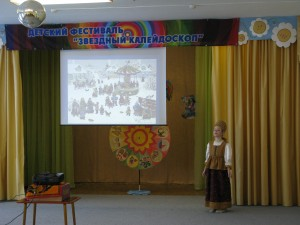 ДЕТСКИЙ ФЕСТИВАЛЬ
"ЗВЕЗДНЫЙ КАЛЕЙДОСКОП"